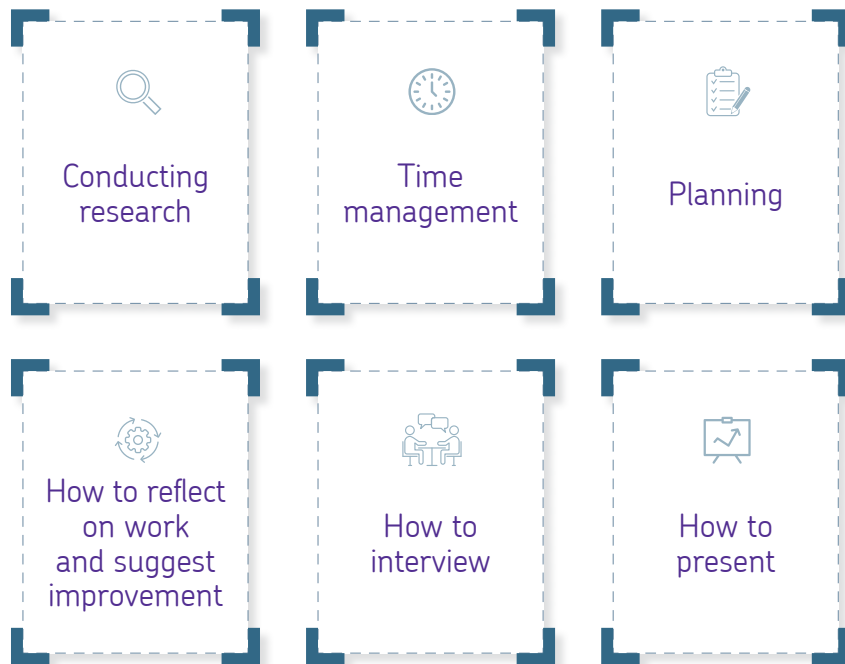 Conducting
research
Time
management
Planning
How to reflect
on work
and suggest
improvement
How to
interview
How to
present